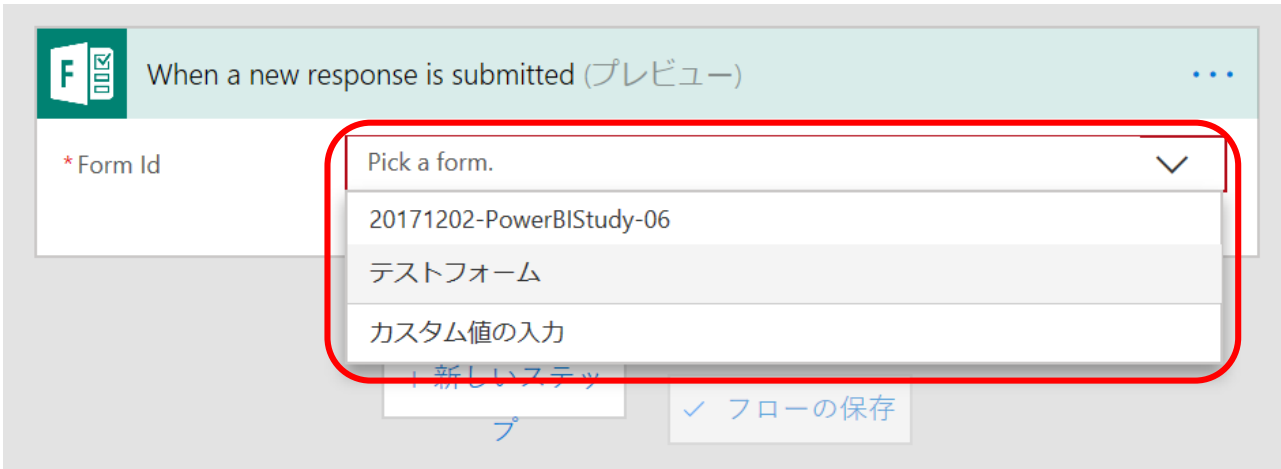 F
When a new response is submitted (プレビュー)
* Form Id
Pick a form.
20171202-PowerBIStudy-06
テストフォーム
カスタム値の入力
+ 新しいステッ
プ
フローの保存